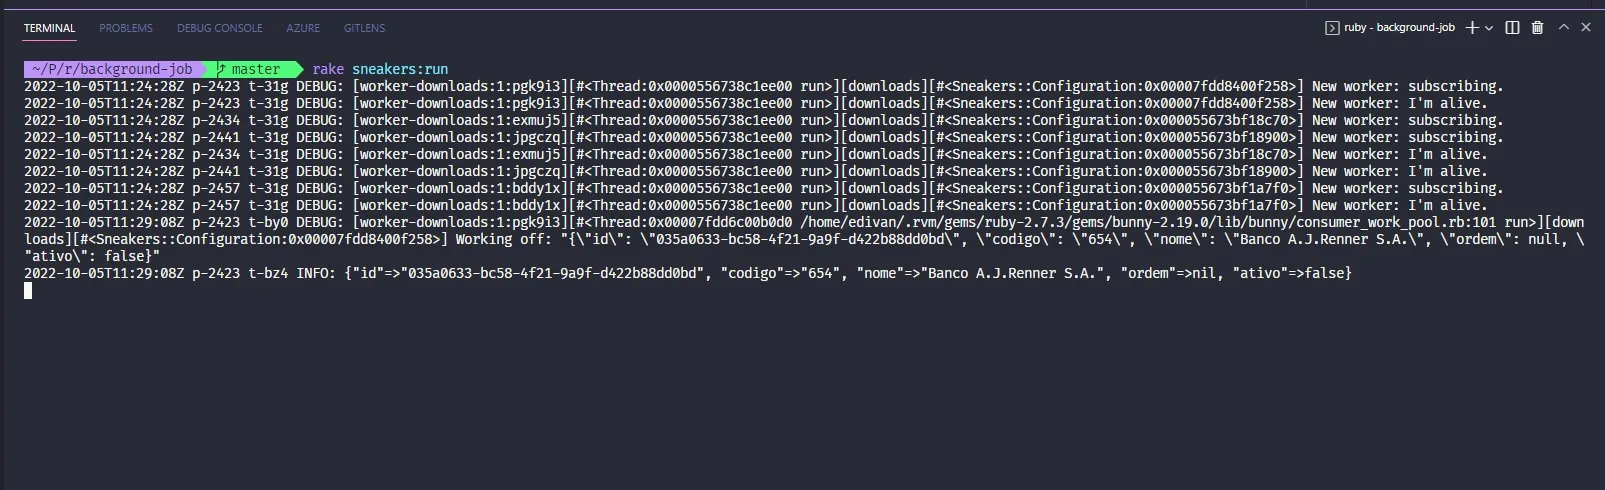 TERMINAL PROBLEMS DEBUG CONSOLE AZURE GITLENS ruby - background-job
~/P/r/background-job master rake sneakers:run
2022-10-05T11:24:28Z p-2423 t-31g DEBUG: [worker-downloads:1:pgk9i3][#<Thread:0x0000556738c1ee00 run>][downloads][#<Sneakers::Configuration:0x00007fdd8400f258>] New worker: subscribing.
2022-10-05T11:24:28Z p-2423 t-31g DEBUG: [worker-downloads:1:pgk9i3][#<Thread:0x0000556738c1ee00 run>][downloads][#<Sneakers::Configuration:0x00007fdd8400f258>] New worker: I'm alive.
2022-10-05T11:24:28Z p-2434 t-31g DEBUG: [worker-downloads:1:exmuj5][#<Thread:0x0000556738c1ee00 run>][downloads][#<Sneakers::Configuration:0x000055673bf18c70>] New worker: subscribing.
2022-10-05T11:24:28Z p-2441 t-31g DEBUG: [worker-downloads:1:jpgczq][#<Thread:0x0000556738c1ee00 run>][downloads][#<Sneakers::Configuration:0x000055673bf18900>] New worker: subscribing.
2022-10-05T11:24:28Z p-2434 t-31g DEBUG: [worker-downloads:1:exmuj5][#<Thread:0x0000556738c1ee00 run>][downloads][#<Sneakers::Configuration:0x000055673bf18c70>] New worker: I'm alive.
2022-10-05T11:24:28Z p-2441 t-31g DEBUG: [worker-downloads:1:jpgczq][#<Thread:0x0000556738c1ee00 run>][downloads][#<Sneakers::Configuration:0x000055673bf18900>] New worker: I'm alive.
2022-10-05T11:24:28Z p-2457 t-31g DEBUG: [worker-downloads:1:bddy1x][#<Thread:0x0000556738c1ee00 run>][downloads][#<Sneakers::Configuration:0x000055673bf1a7f0>] New worker: subscribing.
2022-10-05T11:24:28Z p-2457 t-31g DEBUG: [worker-downloads:1:bddy1x][#<Thread:0x0000556738c1ee00 run>][downloads][#<Sneakers::Configuration:0x000055673bf1a7f0>] New worker: I'm alive.
2022-10-05T11:29:08Z p-2423 t-by0 DEBUG: [worker-downloads:1:pgk9i3][#<Thread:0x00007fdd6c00b0d0 /home/edivan/.rvm/gems/ruby-2.7.3/gems/bunny-2.19.0/lib/bunny/consumer_work_pool.rb:101 run>][down
loads][#<Sneakers::Configuration:0x00007fdd8400f258>] Working off: "{\"id\": \"035a0633-bc58-4f21-9a9f-d422b88dd0bd\", \"codigo\": \"654\", \"nome\": \"Banco A.J.Renner S.A.\", \"ordem\": null, \
"ativo\": false}"
2022-10-05T11:29:08Z p-2423 t-bz4 INFO: {"id"=>"035a0633-bc58-4f21-9a9f-d422b88dd0bd", "codigo"=>"654", "nome"=>"Banco A.J.Renner S.A.", "ordem"=>nil, "ativo"=>false}